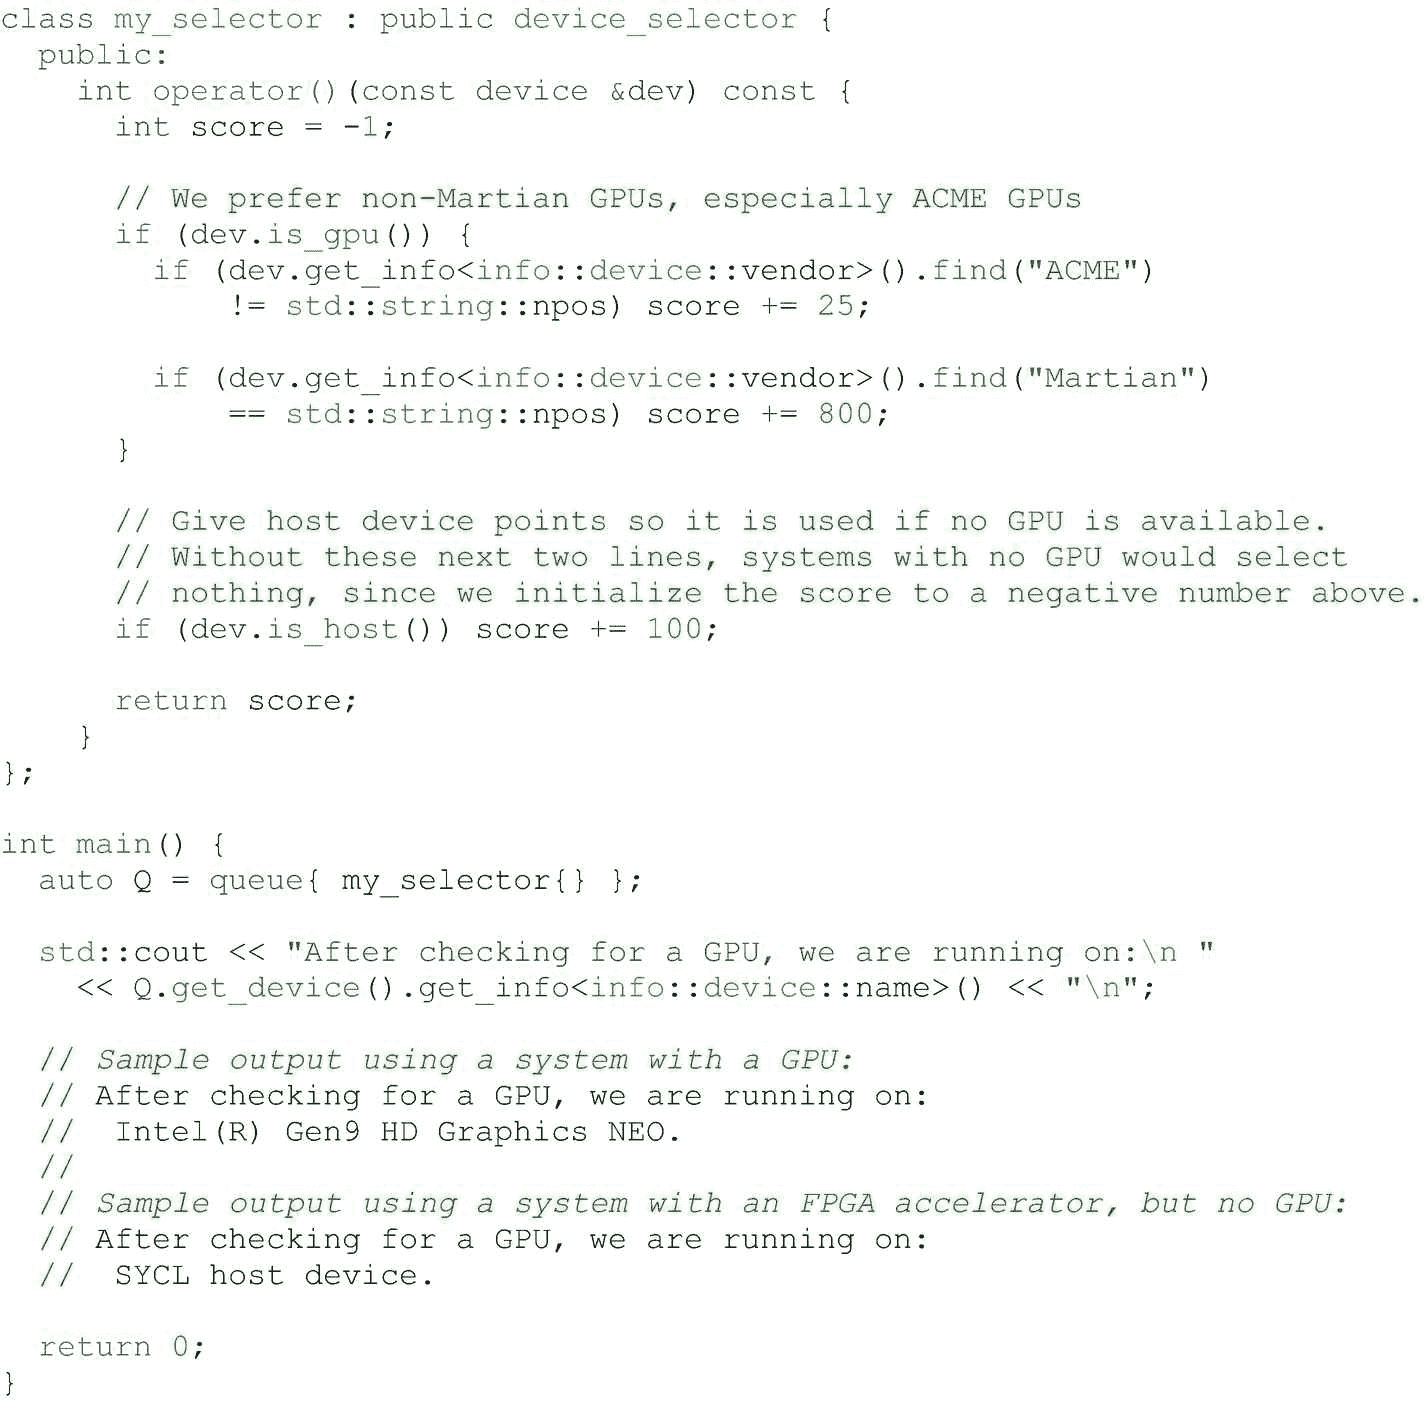 class my_selector : public device_selector {
  public:
    int operator()(const device &dev) const {
      int score = -1;

      // We prefer non-Martian GPUs, especially ACME GPUs
      if (dev.is_gpu()) {
        if (dev.get_info<info::device::vendor>().find("ACME")
            != std::string::npos) score += 25;

        if (dev.get_info<info::device::vendor>().find("Martian")
            == std::string::npos) score += 800;
      }

      // Give host device points so it is used if no GPU is available.
      // Without these next two lines, systems with no GPU would select
      // nothing, since we initialize the score to a negative number above.
      if (dev.is_host()) score += 100;

      return score;
    }
};

int main() {
  auto Q = queue{ my_selector{} };

  std::cout << "After checking for a GPU, we are running on:\n "
    << Q.get_device().get_info<info::device::name>() << "\n";

  // Sample output using a system with a GPU:
  // After checking for a GPU, we are running on:
  //  Intel(R) Gen9 HD Graphics NEO.
  //
  // Sample output using a system with an FPGA accelerator, but no GPU:
  // After checking for a GPU, we are running on:
  //  SYCL host device.

  return 0;
}